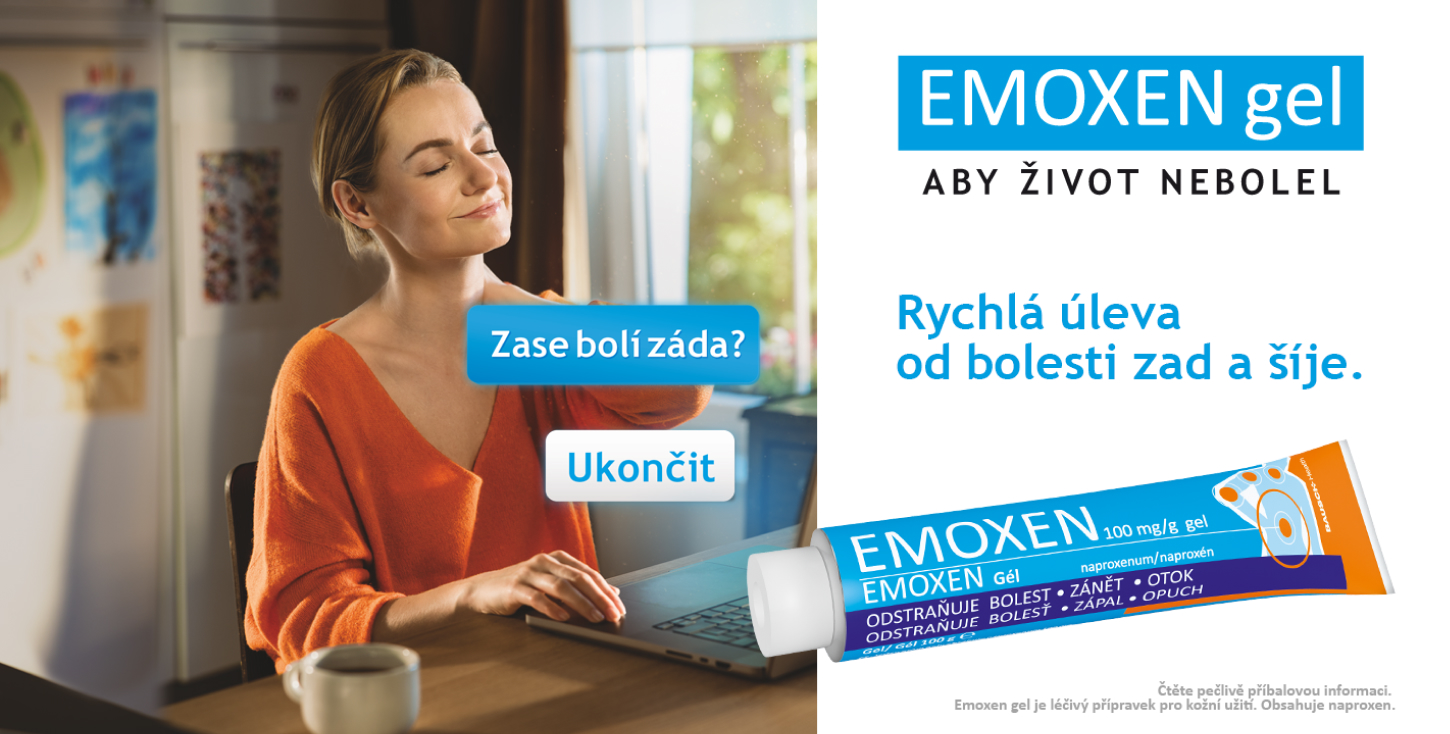 EMOXEN gel
ABY ŽIVOT NEBOLEL
Zase bolí záda?
Ukončit
Rychlá úleva
od bolesti zad a šíje.
EMOXEN 100 mg/g gel
naproxenum/naproxén
EMOXEN Gél
ODSTRAŇUJE BOLEST • ZÁNĚT • OTOK
ODSTRAŇUJE BOLESŤ • ZÁPAL • OPUCH
Gel/ Gél 100 g ℮
BAUSCH+Health
Čtěte pečlivě příbalovou informaci.
Emoxen gel je léčivý přípravek pro kožní užití. Obsahuje naproxen.